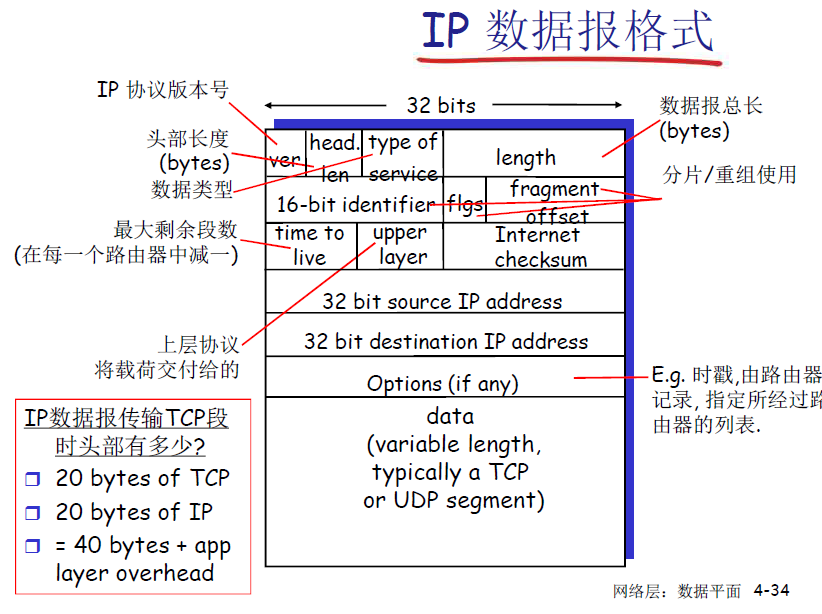 IP 数据报格式
IP 协议版本号
32 bits
数据报总长
(bytes)
头部长度
(bytes)
ver
head.
len
type of
service
length
数据类型
分片/重组使用
16-bit identifier
flgs
fragment
offset
最大剩余段数
(在每一个路由器中减一)
time to
live
upper
layer
Internet
checksum
32 bit source IP address
上层协议
将载荷交付给的
32 bit destination IP address
Options (if any)
E.g. 时戳,由路由器
记录, 指定所经过路
由器的列表.
data
(variable length,
typically a TCP
or UDP segment)
IP数据报传输TCP段
时头部有多少?
20 bytes of TCP
20 bytes of IP
= 40 bytes + app
layer overhead
网络层：数据平面 4-34